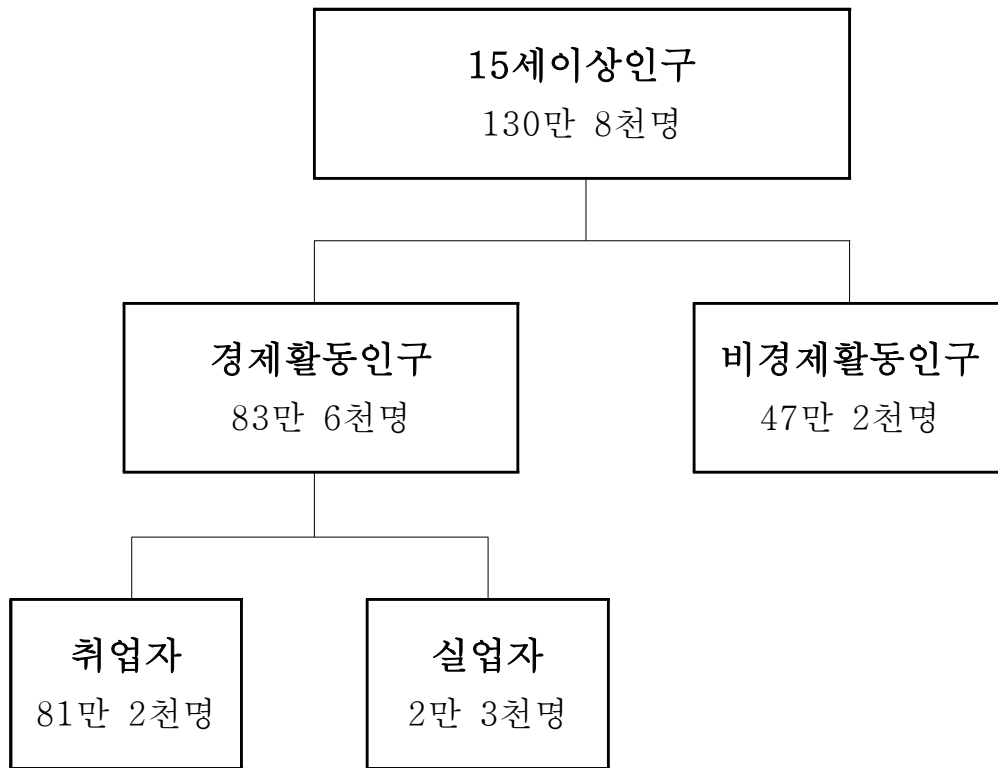 15세이상인구
130만 8천명
경제활동인구
83만 6천명
비경제활동인구
47만 2천명
취업자
81만 2천명
실업자
2만 3천명